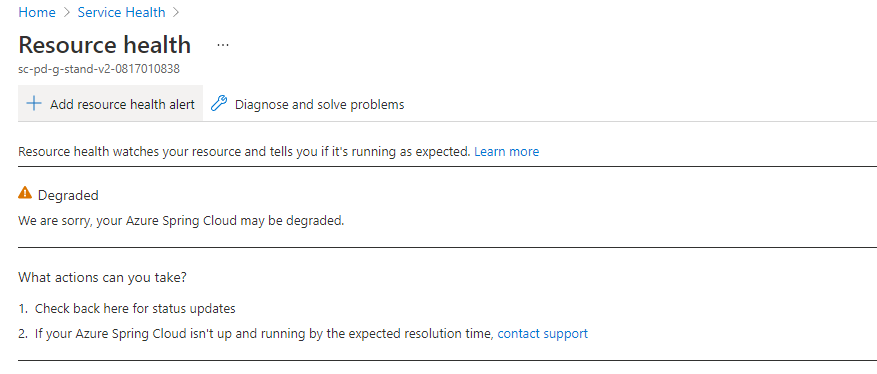 Home > Service Health >
Resource health ...
sc-pd-g-stand-v2-0817010838
+ Add resource health alert Diagnose and solve problems
Resource health watches your resource and tells you if it's running as expected. Learn more
Degraded
We are sorry, your Azure Spring Cloud may be degraded.
What actions can you take?
1. Check back here for status updates
2. If your Azure Spring Cloud isn't up and running by the expected resolution time, contact support